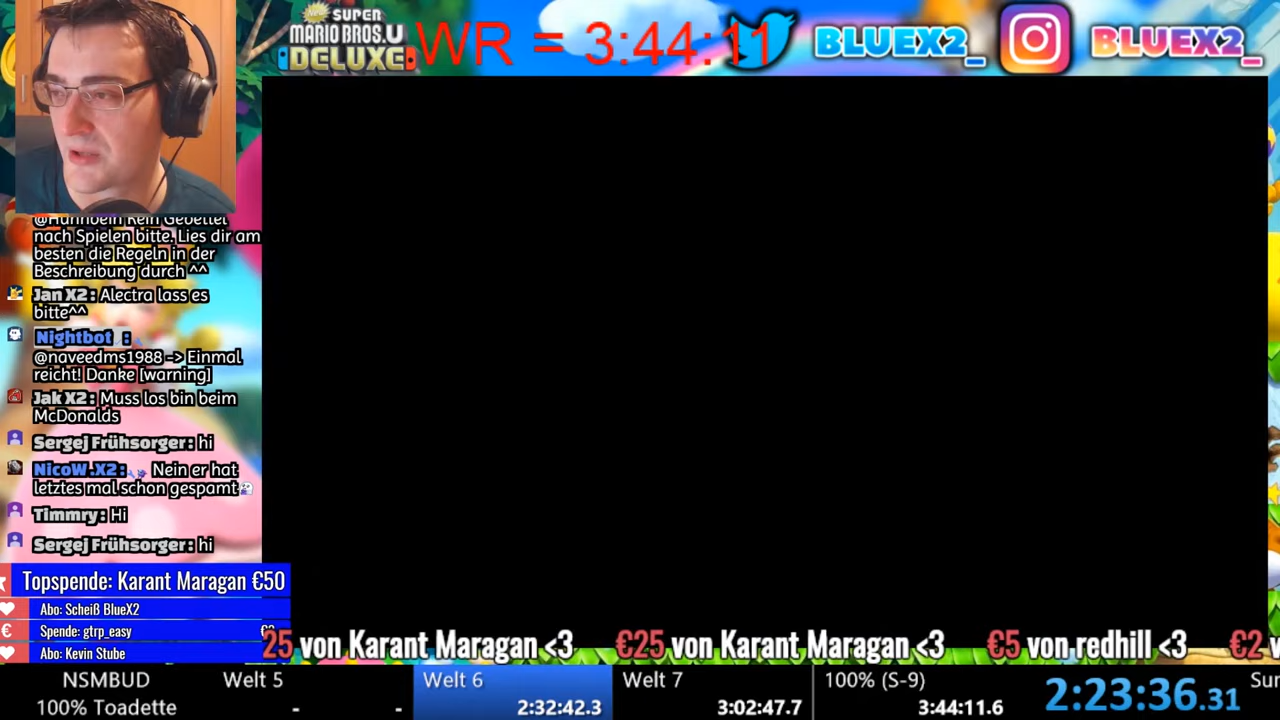 New SUPER
MARIO BROS. U
DELUXE
WR = 3:44:11
BLUEX2_
BLUEX2_
nach Spielen bitte. Lies dir am
besten die Regeln in der
Beschreibung durch ^^
Jan X2: Alectra lass es
bitte^^
Nightbot :
@naveedms1988 -> Einmal
reicht! Danke [warning]
Jak X2: Muss los bin beim
McDonalds
Sergej Frühsorger: hi
NicoW.X2: Nein er hat
letztes mal schon gespamt
Timmry: Hi
Sergej Frühsorger: hi
Topspende: Karant Maragan €50
Abo: Scheiß BlueX2
Spende: gtrp_easy
Abo: Kevin Stube
25 von Karant Maragan <3 €25 von Karant Maragan <3 €5 von redhill <3 €2 v
NSMBUD
100% Toadette
Welt 5
- -
Welt 6
2:32:42.3
Welt 7
3:02:47.7
100% (S-9)
3:44:11.6
2:23:36.31
Sur